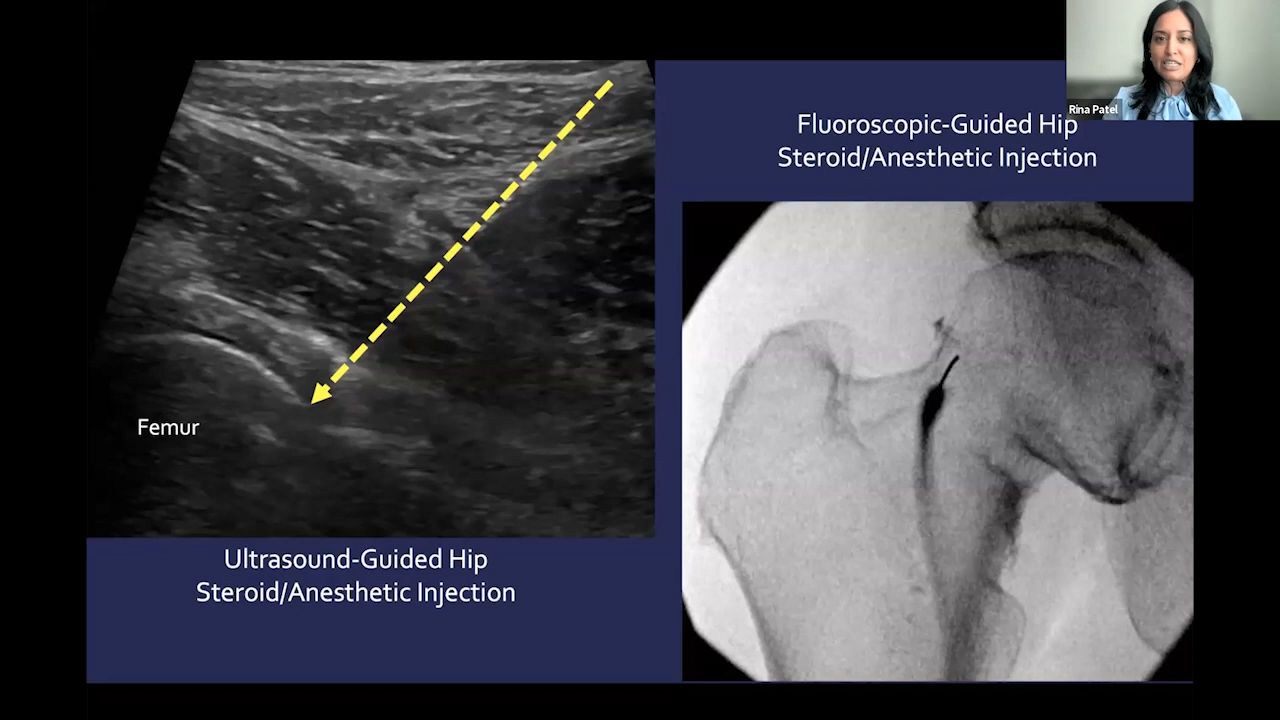 Rina Patel
Fluoroscopic-Guided Hip
Steroid/Anesthetic Injection
Femur
Ultrasound-Guided Hip
Steroid/Anesthetic Injection